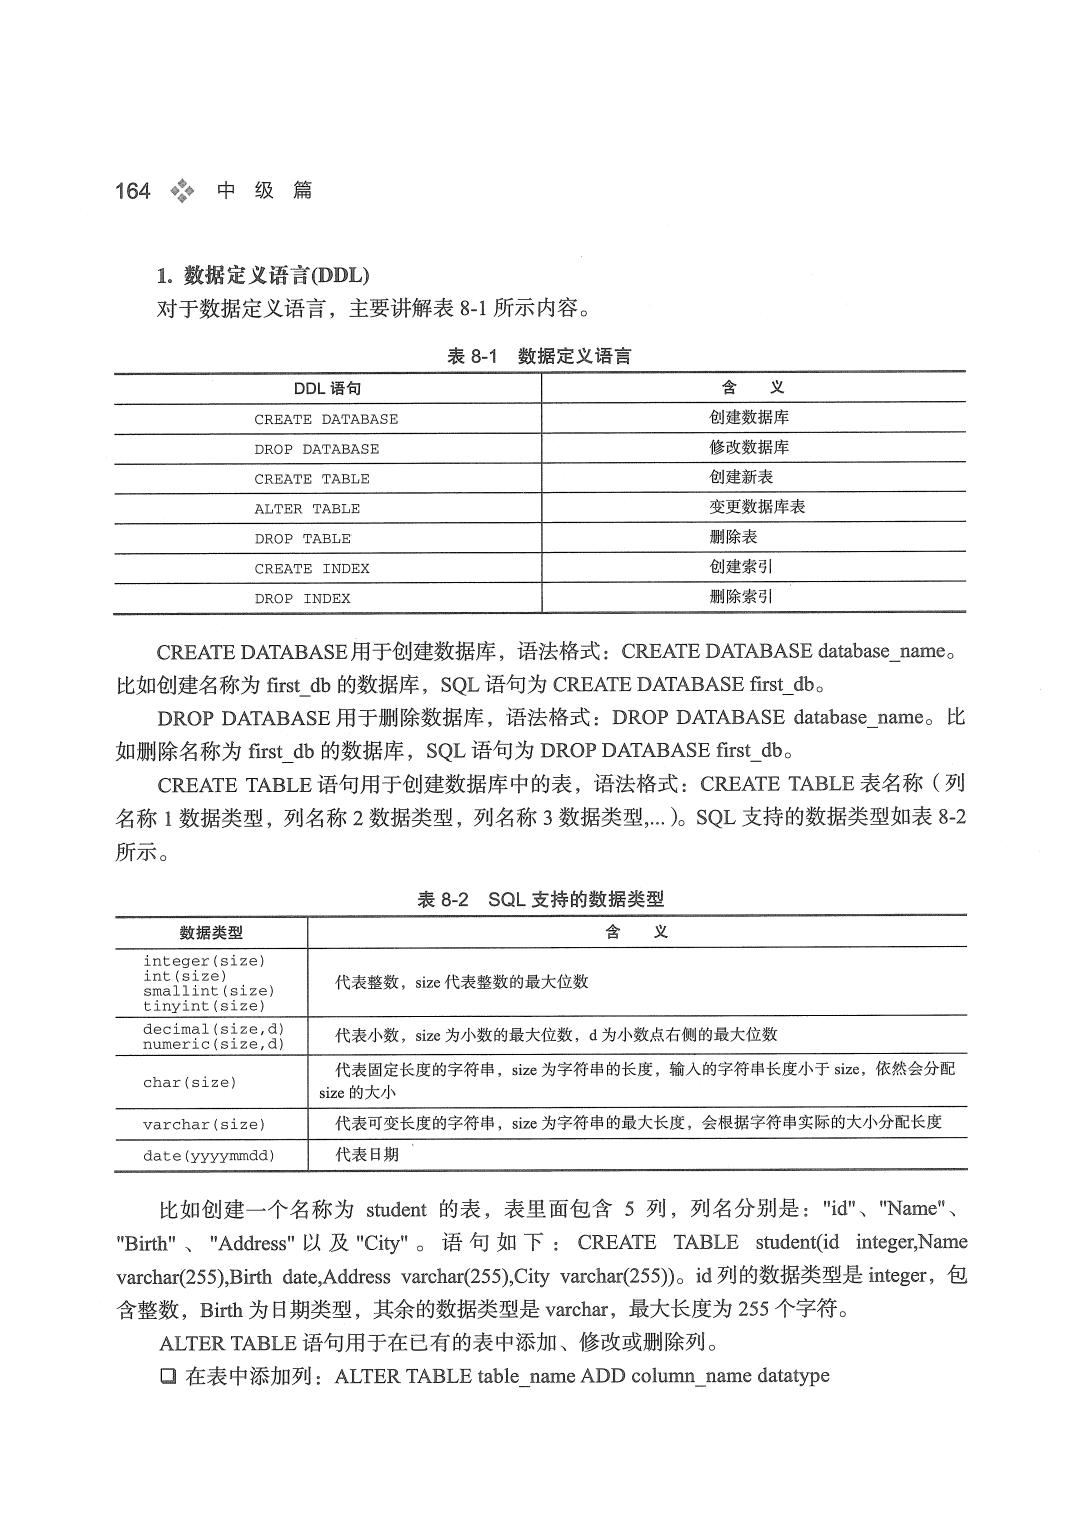 164 中 级 篇
1. 数据定义语言(DDL)
对于数据定义语言，主要讲解表 8-1 所示内容。
表 8-1 数据定义语言
DDL 语句 含 义
CREATE DATABASE 创建数据库
DROP DATABASE 修改数据库
CREATE TABLE 创建新表
ALTER TABLE 变更数据库表
DROP TABLE 删除表
CREATE INDEX 创建索引
DROP INDEX 删除索引
CREATE DATABASE 用于创建数据库，语法格式：CREATE DATABASE database_name。
比如创建名称为 first_db 的数据库，SQL 语句为 CREATE DATABASE first_db。
DROP DATABASE 用于删除数据库，语法格式：DROP DATABASE database_name。比
如删除名称为 first_db 的数据库，SQL 语句为 DROP DATABASE first_db。
CREATE TABLE 语句用于创建数据库中的表，语法格式：CREATE TABLE 表名称（列
名称 1 数据类型，列名称 2 数据类型，列名称 3 数据类型,...）。SQL 支持的数据类型如表 8-2
所示。
表 8-2 SQL 支持的数据类型
数据类型 含 义
integer(size)
int(size)
smallint(size)
tinyint(size)
代表整数，size 代表整数的最大位数
decimal(size,d)
numeric(size,d)
代表小数，size 为小数的最大位数，d 为小数点右侧的最大位数
char(size)
代表固定长度的字符串，size 为字符串的长度，输入的字符串长度小于 size，依然会分配
size 的大小
varchar(size) 代表可变长度的字符串，size 为字符串的最大长度，会根据字符串实际的大小分配长度
date(yyyymmdd) 代表日期
比如创建一个名称为 student 的表，表里面包含 5 列，列名分别是："id"、"Name"、
"Birth" 、 "Address" 以 及 "City" 。 语 句 如 下 ： CREATE TABLE student(id integer,Name
varchar(255),Birth date,Address varchar(255),City varchar(255))。id 列的数据类型是 integer，包
含整数，Birth 为日期类型，其余的数据类型是 varchar，最大长度为 255 个字符。
ALTER TABLE 语句用于在已有的表中添加、修改或删除列。
❑ 在表中添加列：ALTER TABLE table_name ADD column_name datatype